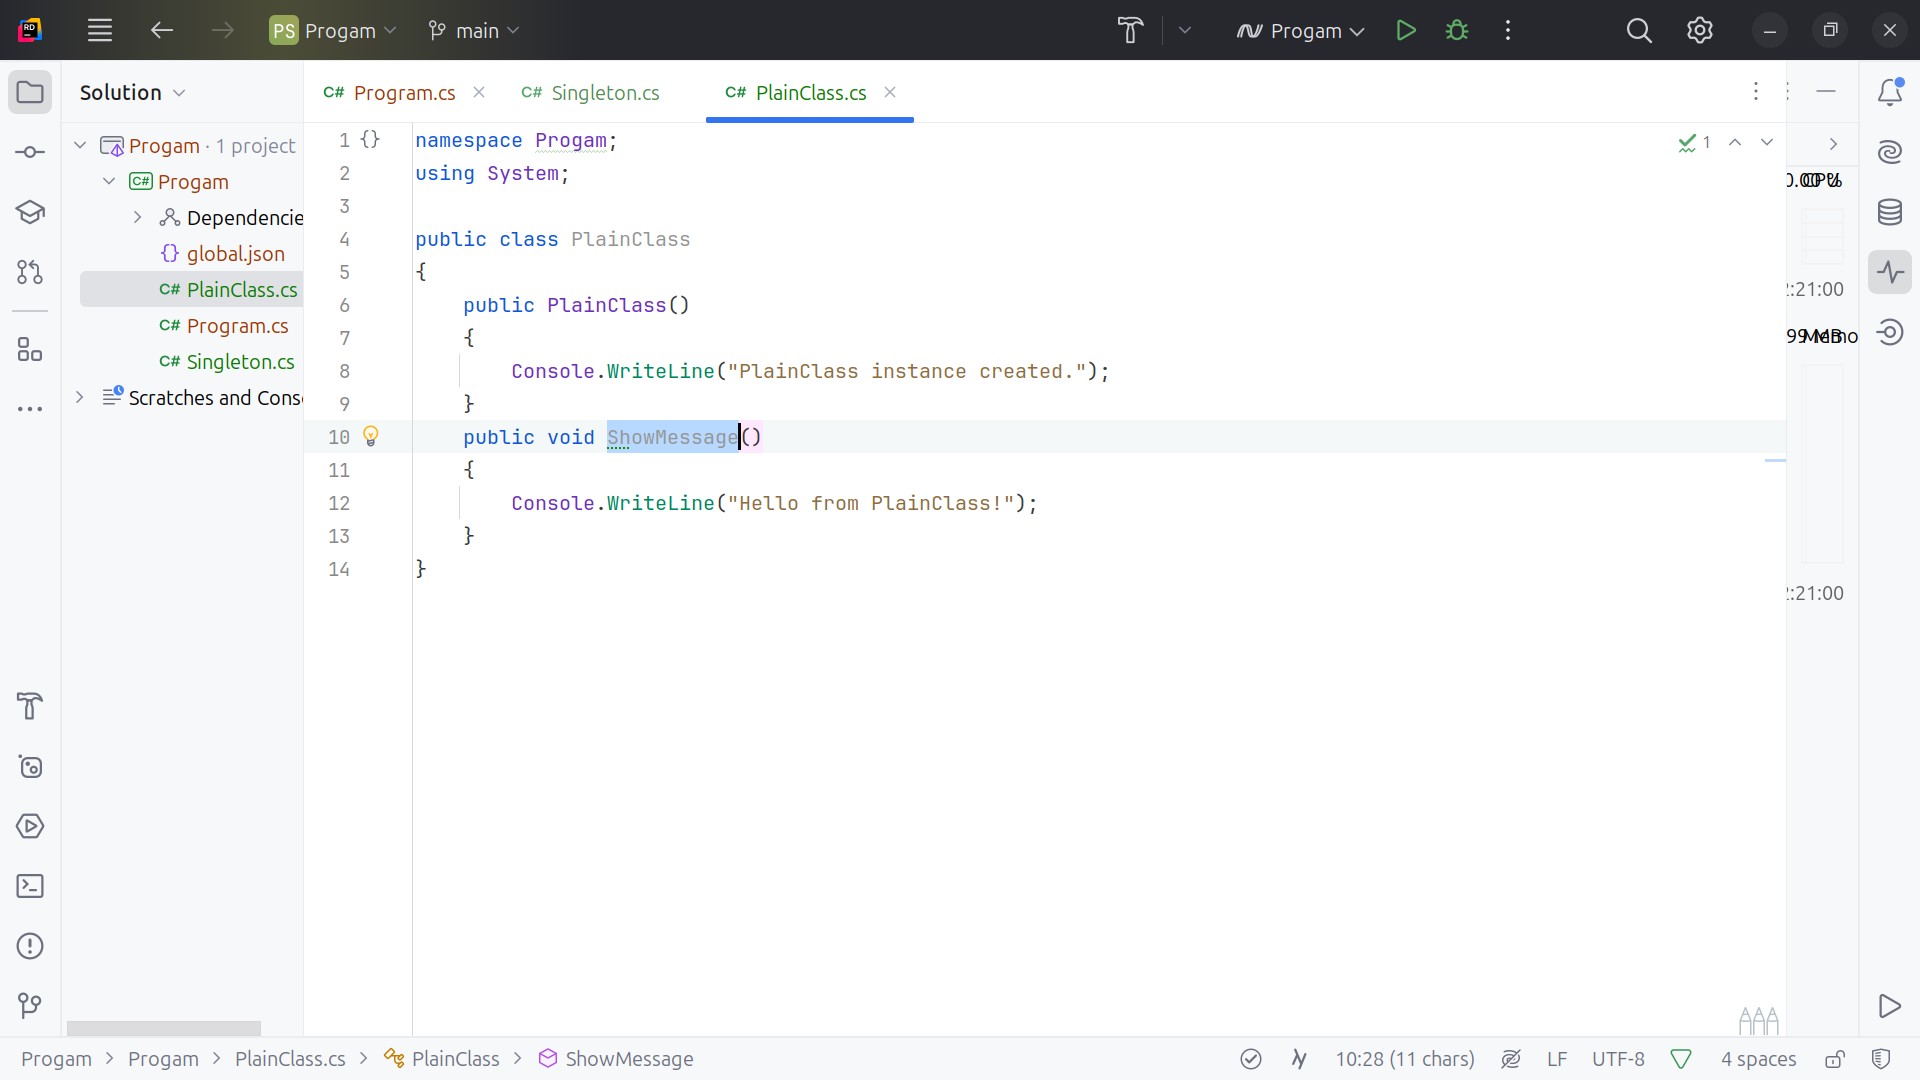 PS Progam
main
Progam
Solution
C# Program.cs
C# Singleton.cs
C# PlainClass.cs
Progam · 1 project
C# Progam
Dependencie
{} global.json
C# PlainClass.cs
C# Program.cs
C# Singleton.cs
Scratches and Cons
1 {} namespace Progam;
2 using System;
3
4 public class PlainClass
5 {
6 public PlainClass()
7 {
8 Console.WriteLine("PlainClass instance created.");
9 }
10 public void ShowMessage()
11 {
12 Console.WriteLine("Hello from PlainClass!");
13 }
14 }
1
:21:00
:21:00
Progam
Progam
PlainClass.cs
PlainClass
ShowMessage
10:28 (11 chars)
LF
UTF-8
4 spaces